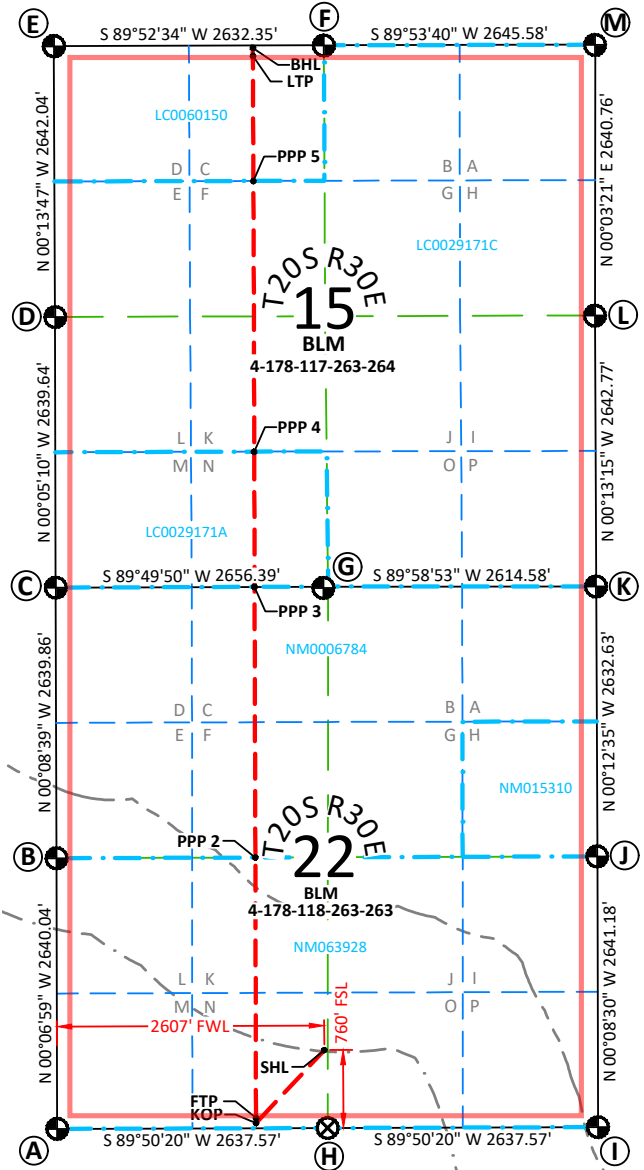 E
S 89°52'34" W 2632.35'
F
S 89°53'40" W 2645.58'
M
BHL
LTP
N 00°13'47" W 2642.04'
LC0060150
N 00°03'21" E 2640.76'
PPP 5
D C
E F
B A
G H
LC0029171C
T20S R30E
15
BLM
4-178-117-263-264
D
L
N 00°05'10" W 2639.64'
PPP 4
L K
M N
J I
O P
N 00°13'15" W 2642.77'
LC0029171A
C
S 89°49'50" W 2656.39'
G
S 89°58'53" W 2614.58'
K
PPP 3
NM0006784
N 00°08'39" W 2639.86'
D C
E F
B A
G H
N 00°12'35" W 2632.63'
NM015310
T20S R30E
22
BLM
4-178-118-263-263
PPP 2
B
J
N 00°06'59" W 2640.04'
NM063928
L K
M N
J I
O P
N 00°08'30" W 2641.18'
2607' FWL
760' FSL
SHL
FTP
KOP
A
S 89°50'20" W 2637.57'
H
S 89°50'20" W 2637.57'
I